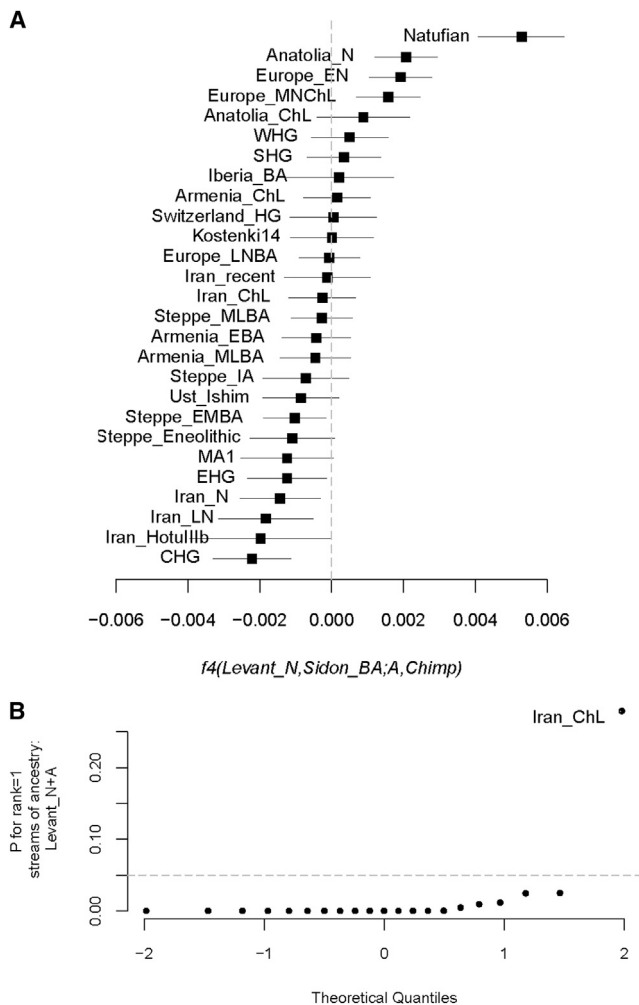 A
Natufian
Anatolia_N
Europe_EN
Europe_MNChL
Anatolia_ChL
WHG
SHG
Iberia_BA
Armenia_ChL
Switzerland_HG
Kostenki14
Europe_LNBA
Iran_recent
Iran_ChL
Steppe_MLBA
Armenia_EBA
Armenia_MLBA
Steppe_IA
Ust_Ishim
Steppe_EMBA
Steppe_Eneolithic
MA1
EHG
Iran_N
Iran_LN
Iran_HotuIIIb
CHG
−0.006 −0.004 −0.002 0.000 0.002 0.004 0.006
f4(Levant_N,Sidon_BA;A,Chimp)
B
Iran_ChL
P for rank=1
streams of ancestry:
Levant_N+A
0.20
0.10
0.00
−2 −1 0 1 2
Theoretical Quantiles